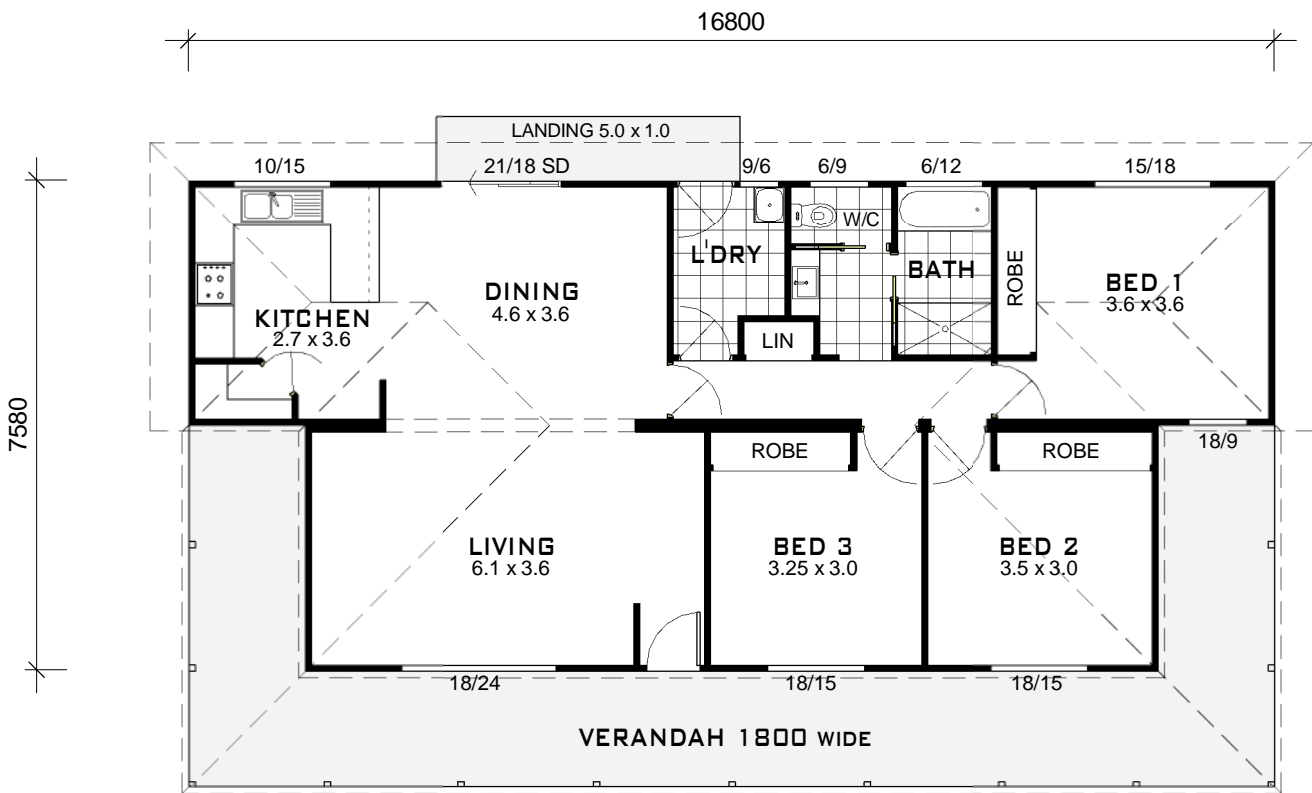 16800
LANDING 5.0 x 1.0
10/15
21/18 SD
9/6
6/9
6/12
15/18
W/C
L'DRY
BATH
ROBE
BED 1
3.6 x 3.6
DINING
4.6 x 3.6
KITCHEN
2.7 x 3.6
LIN
7580
18/9
ROBE
ROBE
LIVING
6.1 x 3.6
BED 3
3.25 x 3.0
BED 2
3.5 x 3.0
18/24
18/15
18/15
VERANDAH 1800 WIDE